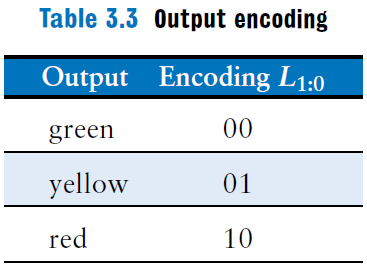 Table 3.3 Output encoding
Output Encoding L1:0
green 00
yellow 01
red 10